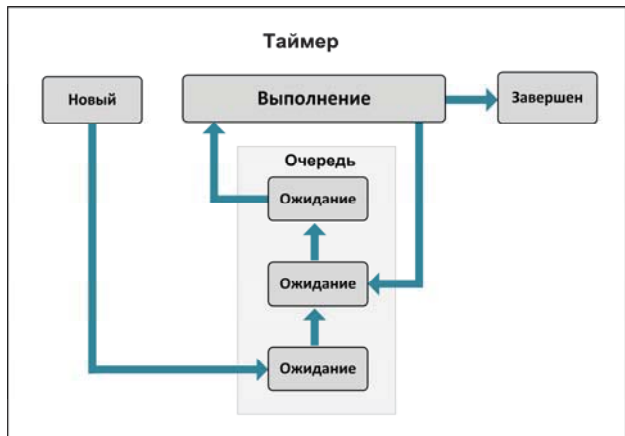 Таймер
Новый
Выполнение
Завершен
Очередь
Ожидание
Ожидание
Ожидание